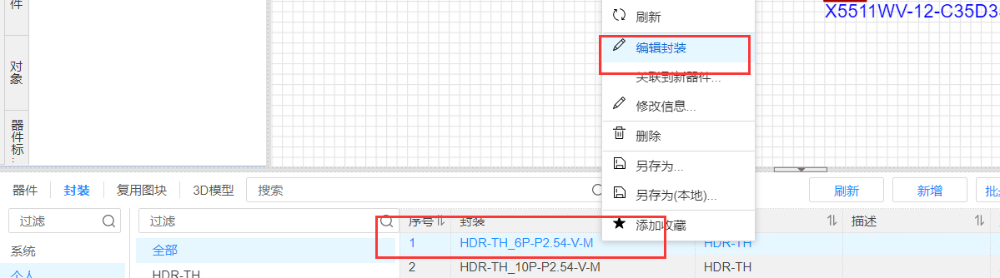 件
对象
器件标...
X5511WV-12-C35D3
刷新
编辑封装
关联到新器件...
修改信息...
删除
另存为...
另存为(本地)...
添加收藏
器件 封装 复用图块 3D模型 搜索 刷新 新增
过滤 过滤 序号 封装 描述
系统 全部 1 HDR-TH_6P-P2.54-V-M HDR-TH
个人 HDR-TH 2 HDR-TH_10P-P2.54-V-M HDR-TH